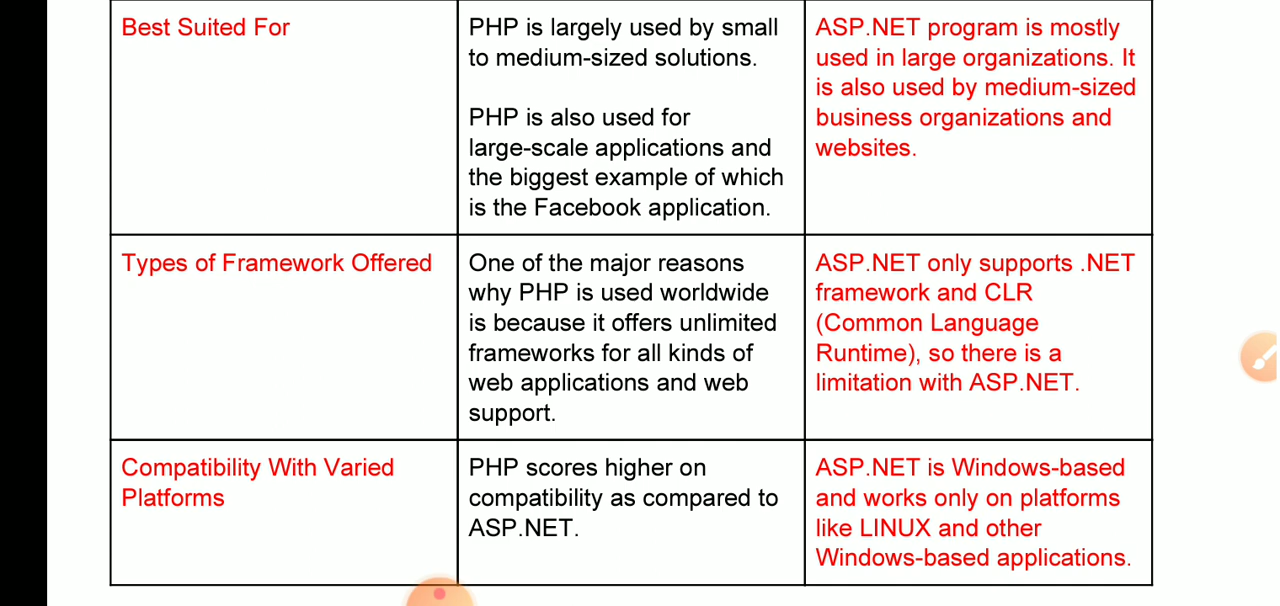 Best Suited For
PHP is largely used by small
to medium-sized solutions.
PHP is also used for
large-scale applications and
the biggest example of which
is the Facebook application.
ASP.NET program is mostly
used in large organizations. It
is also used by medium-sized
business organizations and
websites.
Types of Framework Offered
One of the major reasons
why PHP is used worldwide
is because it offers unlimited
frameworks for all kinds of
web applications and web
support.
ASP.NET only supports .NET
framework and CLR
(Common Language
Runtime), so there is a
limitation with ASP.NET.
Compatibility With Varied
Platforms
PHP scores higher on
compatibility as compared to
ASP.NET.
ASP.NET is Windows-based
and works only on platforms
like LINUX and other
Windows-based applications.